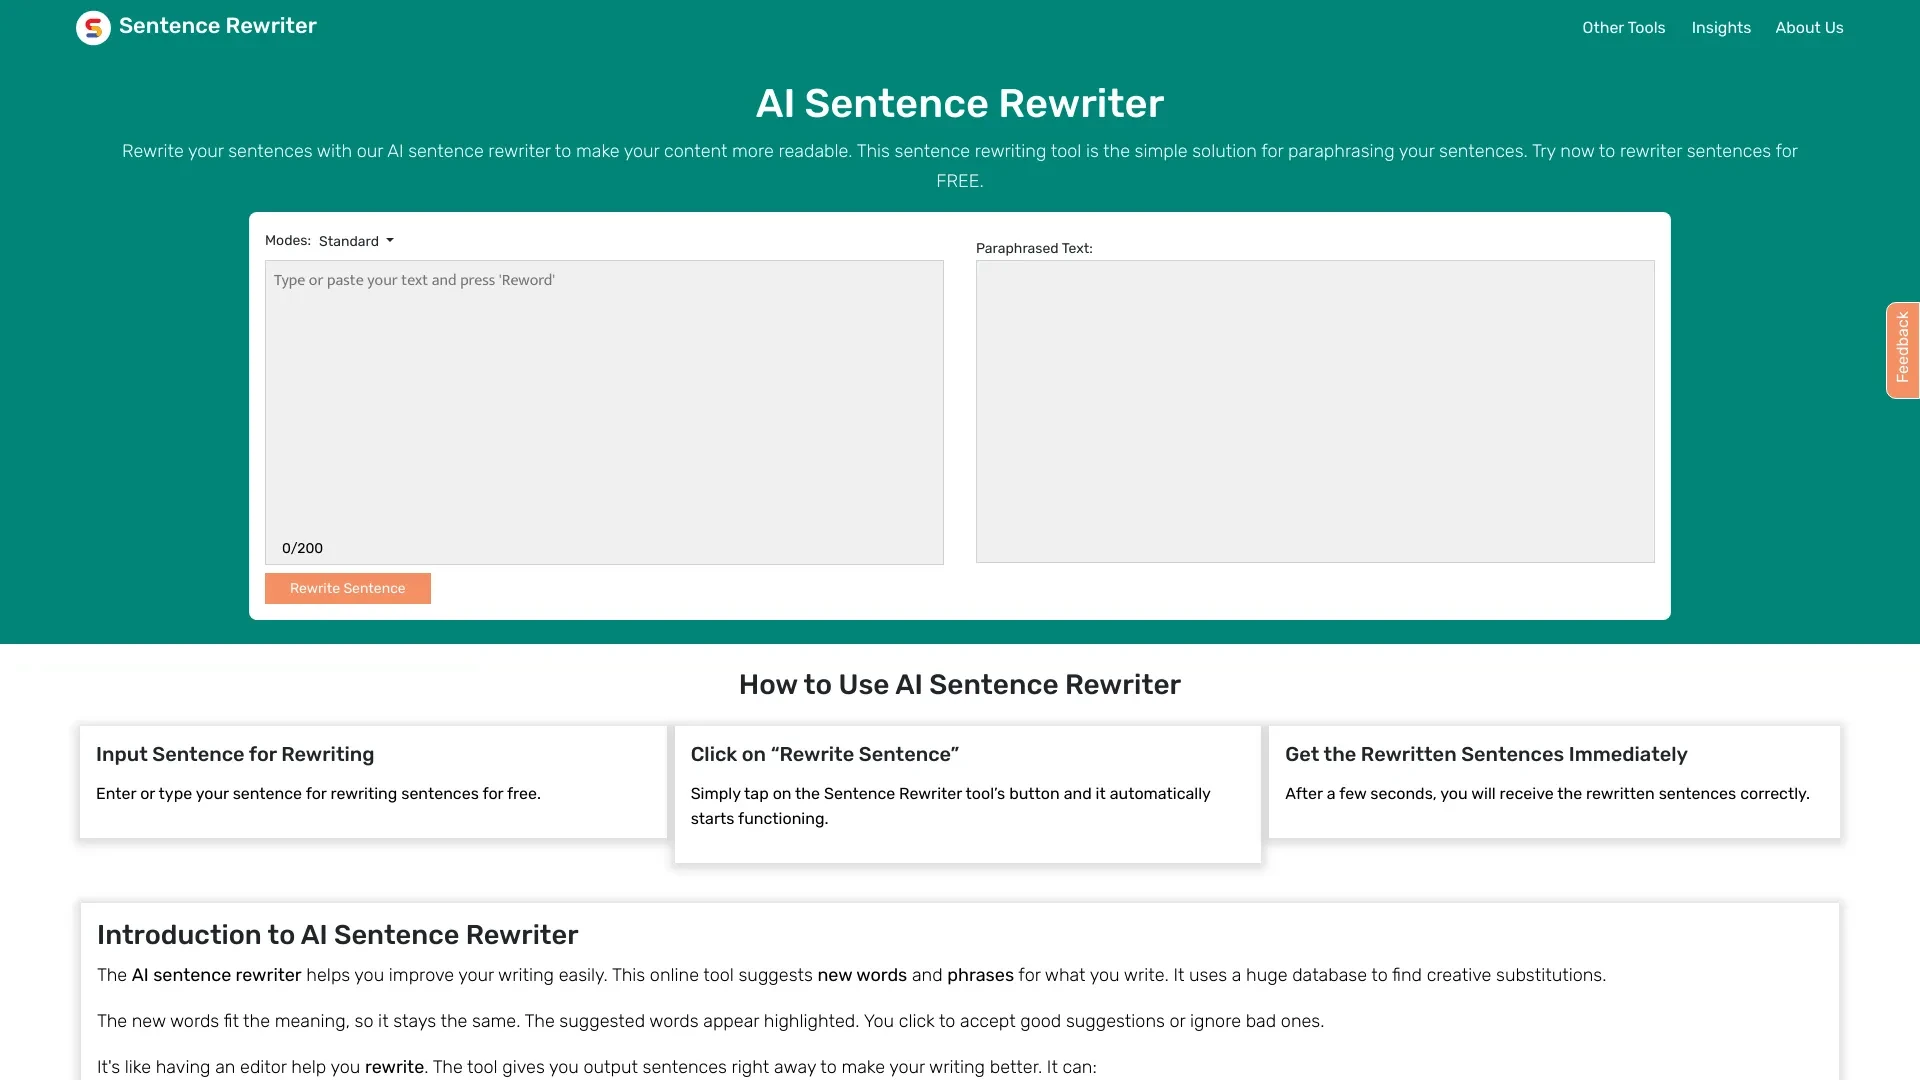 Sentence Rewriter
Other Tools
Insights
About Us
AI Sentence Rewriter
Rewrite your sentences with our AI sentence rewriter to make your content more readable. This sentence rewriting tool is the simple solution for paraphrasing your sentences. Try now to rewriter sentences for
FREE.
Modes: Standard
Paraphrased Text:
Type or paste your text and press 'Reword'
Feedback
0/200
Rewrite Sentence
How to Use AI Sentence Rewriter
Input Sentence for Rewriting
Enter or type your sentence for rewriting sentences for free.
Click on “Rewrite Sentence”
Simply tap on the Sentence Rewriter tool’s button and it automatically
starts functioning.
Get the Rewritten Sentences Immediately
After a few seconds, you will receive the rewritten sentences correctly.
Introduction to AI Sentence Rewriter
The AI sentence rewriter helps you improve your writing easily. This online tool suggests new words and phrases for what you write. It uses a huge database to find creative substitutions.
The new words fit the meaning, so it stays the same. The suggested words appear highlighted. You click to accept good suggestions or ignore bad ones.
It's like having an editor help you rewrite. The tool gives you output sentences right away to make your writing better. It can: